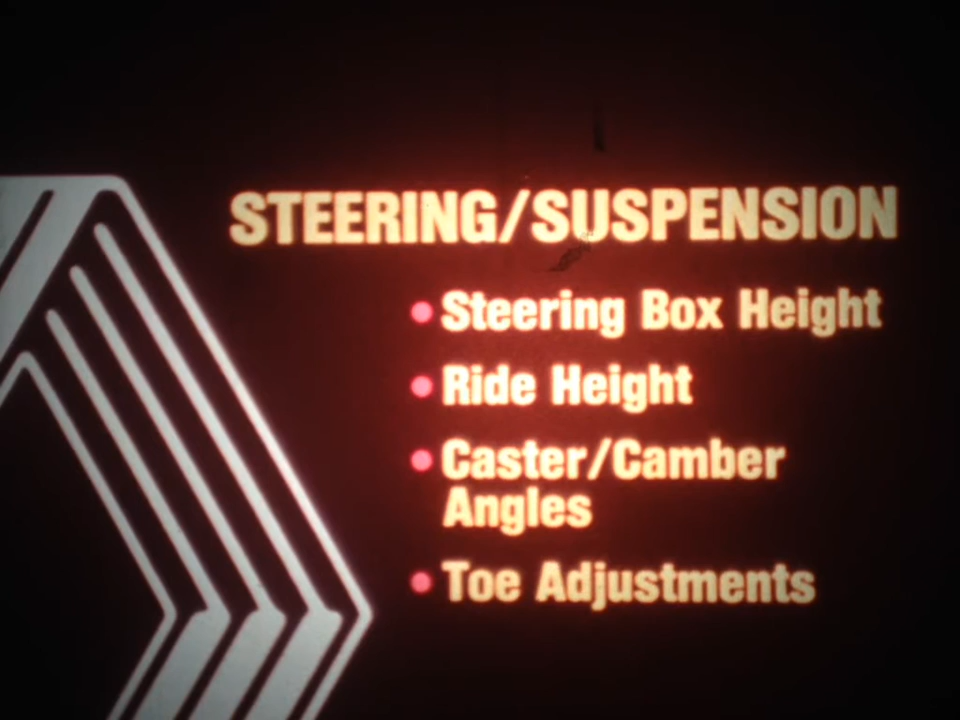 STEERING/SUSPENSION
• Steering Box Height
• Ride Height
• Caster/Camber
Angles
• Toe Adjustments